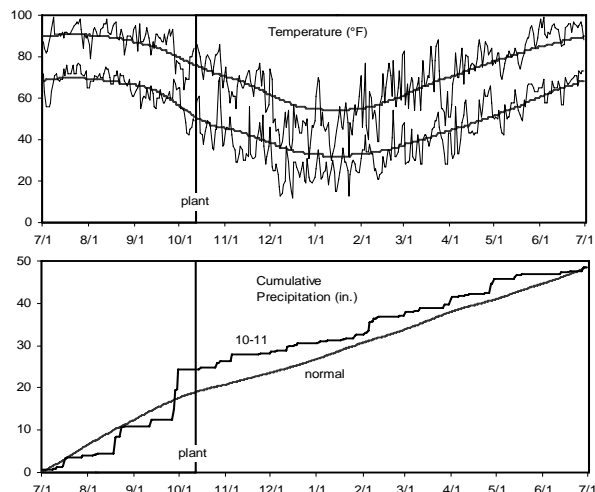 100
Temperature (°F)
80
60
40
20
plant
0
7/1 8/1 9/1 10/1 11/1 12/1 1/1 2/1 3/1 4/1 5/1 6/1 7/1
50
Cumulative
Precipitation (in.)
40
10-11
30
normal
20
10
plant
0
7/1 8/1 9/1 10/1 11/1 12/1 1/1 2/1 3/1 4/1 5/1 6/1 7/1